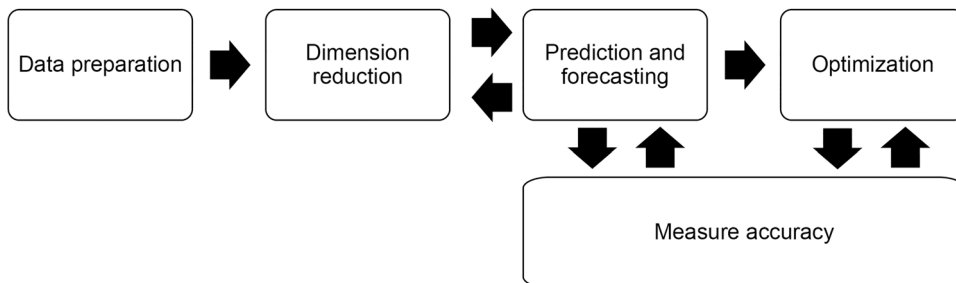 Data preparation
Dimension
reduction
Prediction and
forecasting
Optimization
Measure accuracy